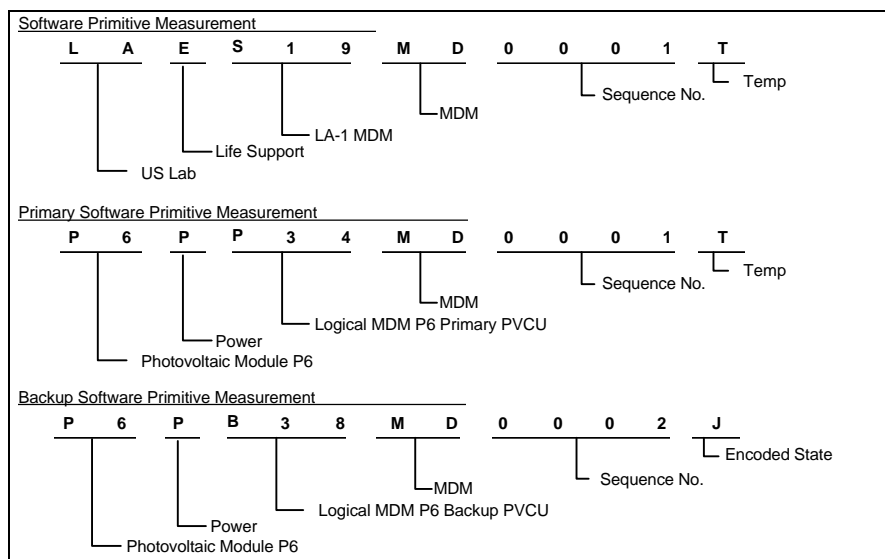 Software Primitive Measurement
L A E S 1 9 M D 0 0 0 1 T
Temp
Sequence No.
MDM
LA-1 MDM
Life Support
US Lab
Primary Software Primitive Measurement
P 6 P P 3 4 M D 0 0 0 1 T
Temp
Sequence No.
MDM
Logical MDM P6 Primary PVCU
Power
Photovoltaic Module P6
Backup Software Primitive Measurement
P 6 P B 3 8 M D 0 0 0 2 J
Encoded State
Sequence No.
MDM
Logical MDM P6 Backup PVCU
Power
Photovoltaic Module P6